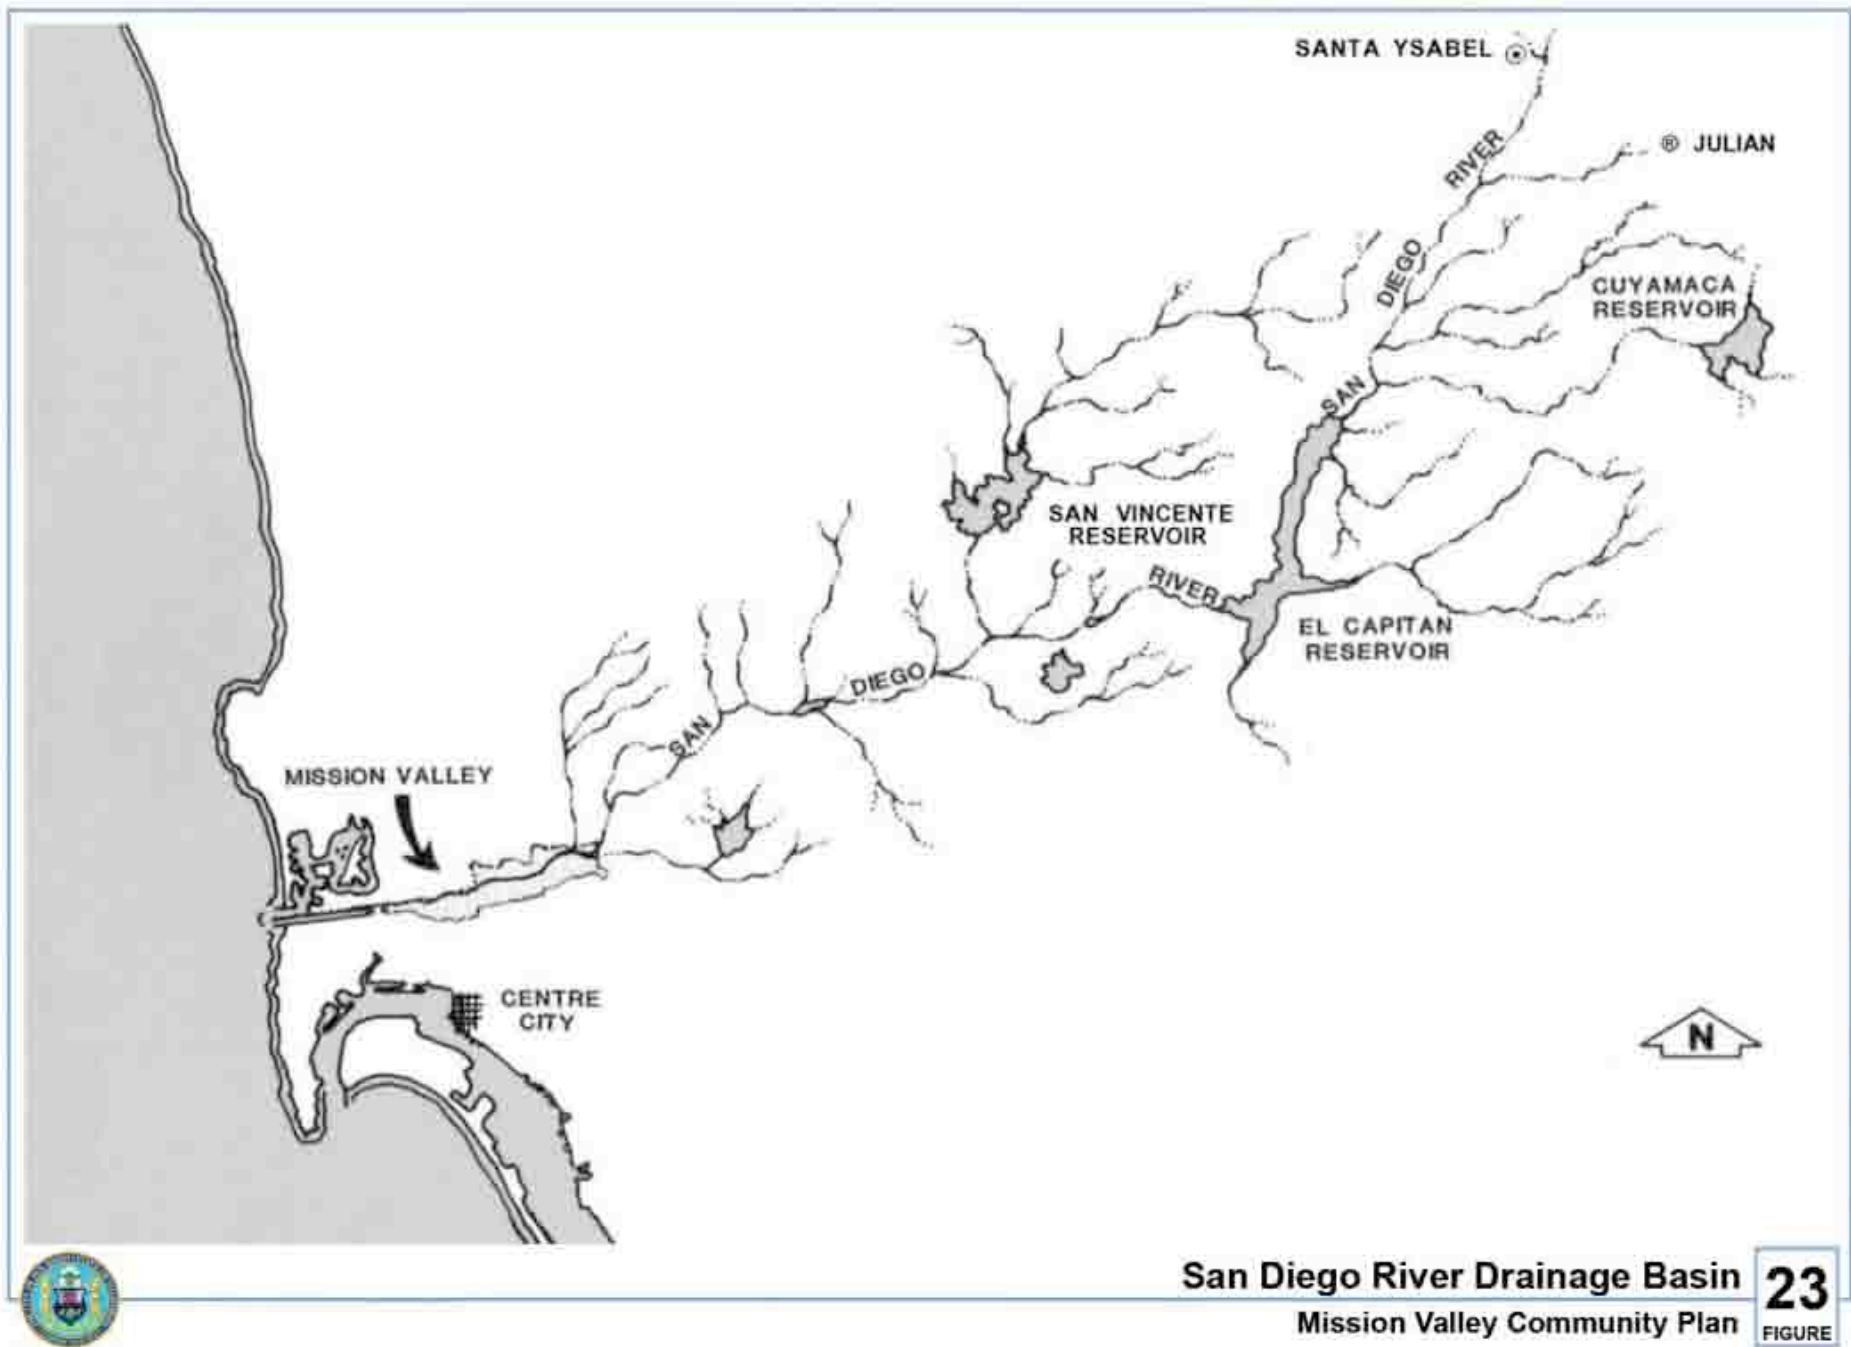 SANTA YSABEL
® JULIAN
RIVER
DIEGO
SAN
CUYAMACA
RESERVOIR
SAN VINCENTE
RESERVOIR
RIVER
EL CAPITAN
RESERVOIR
DIEGO
SAN
MISSION VALLEY
CENTRE
CITY
N
San Diego River Drainage Basin
Mission Valley Community Plan
23
FIGURE